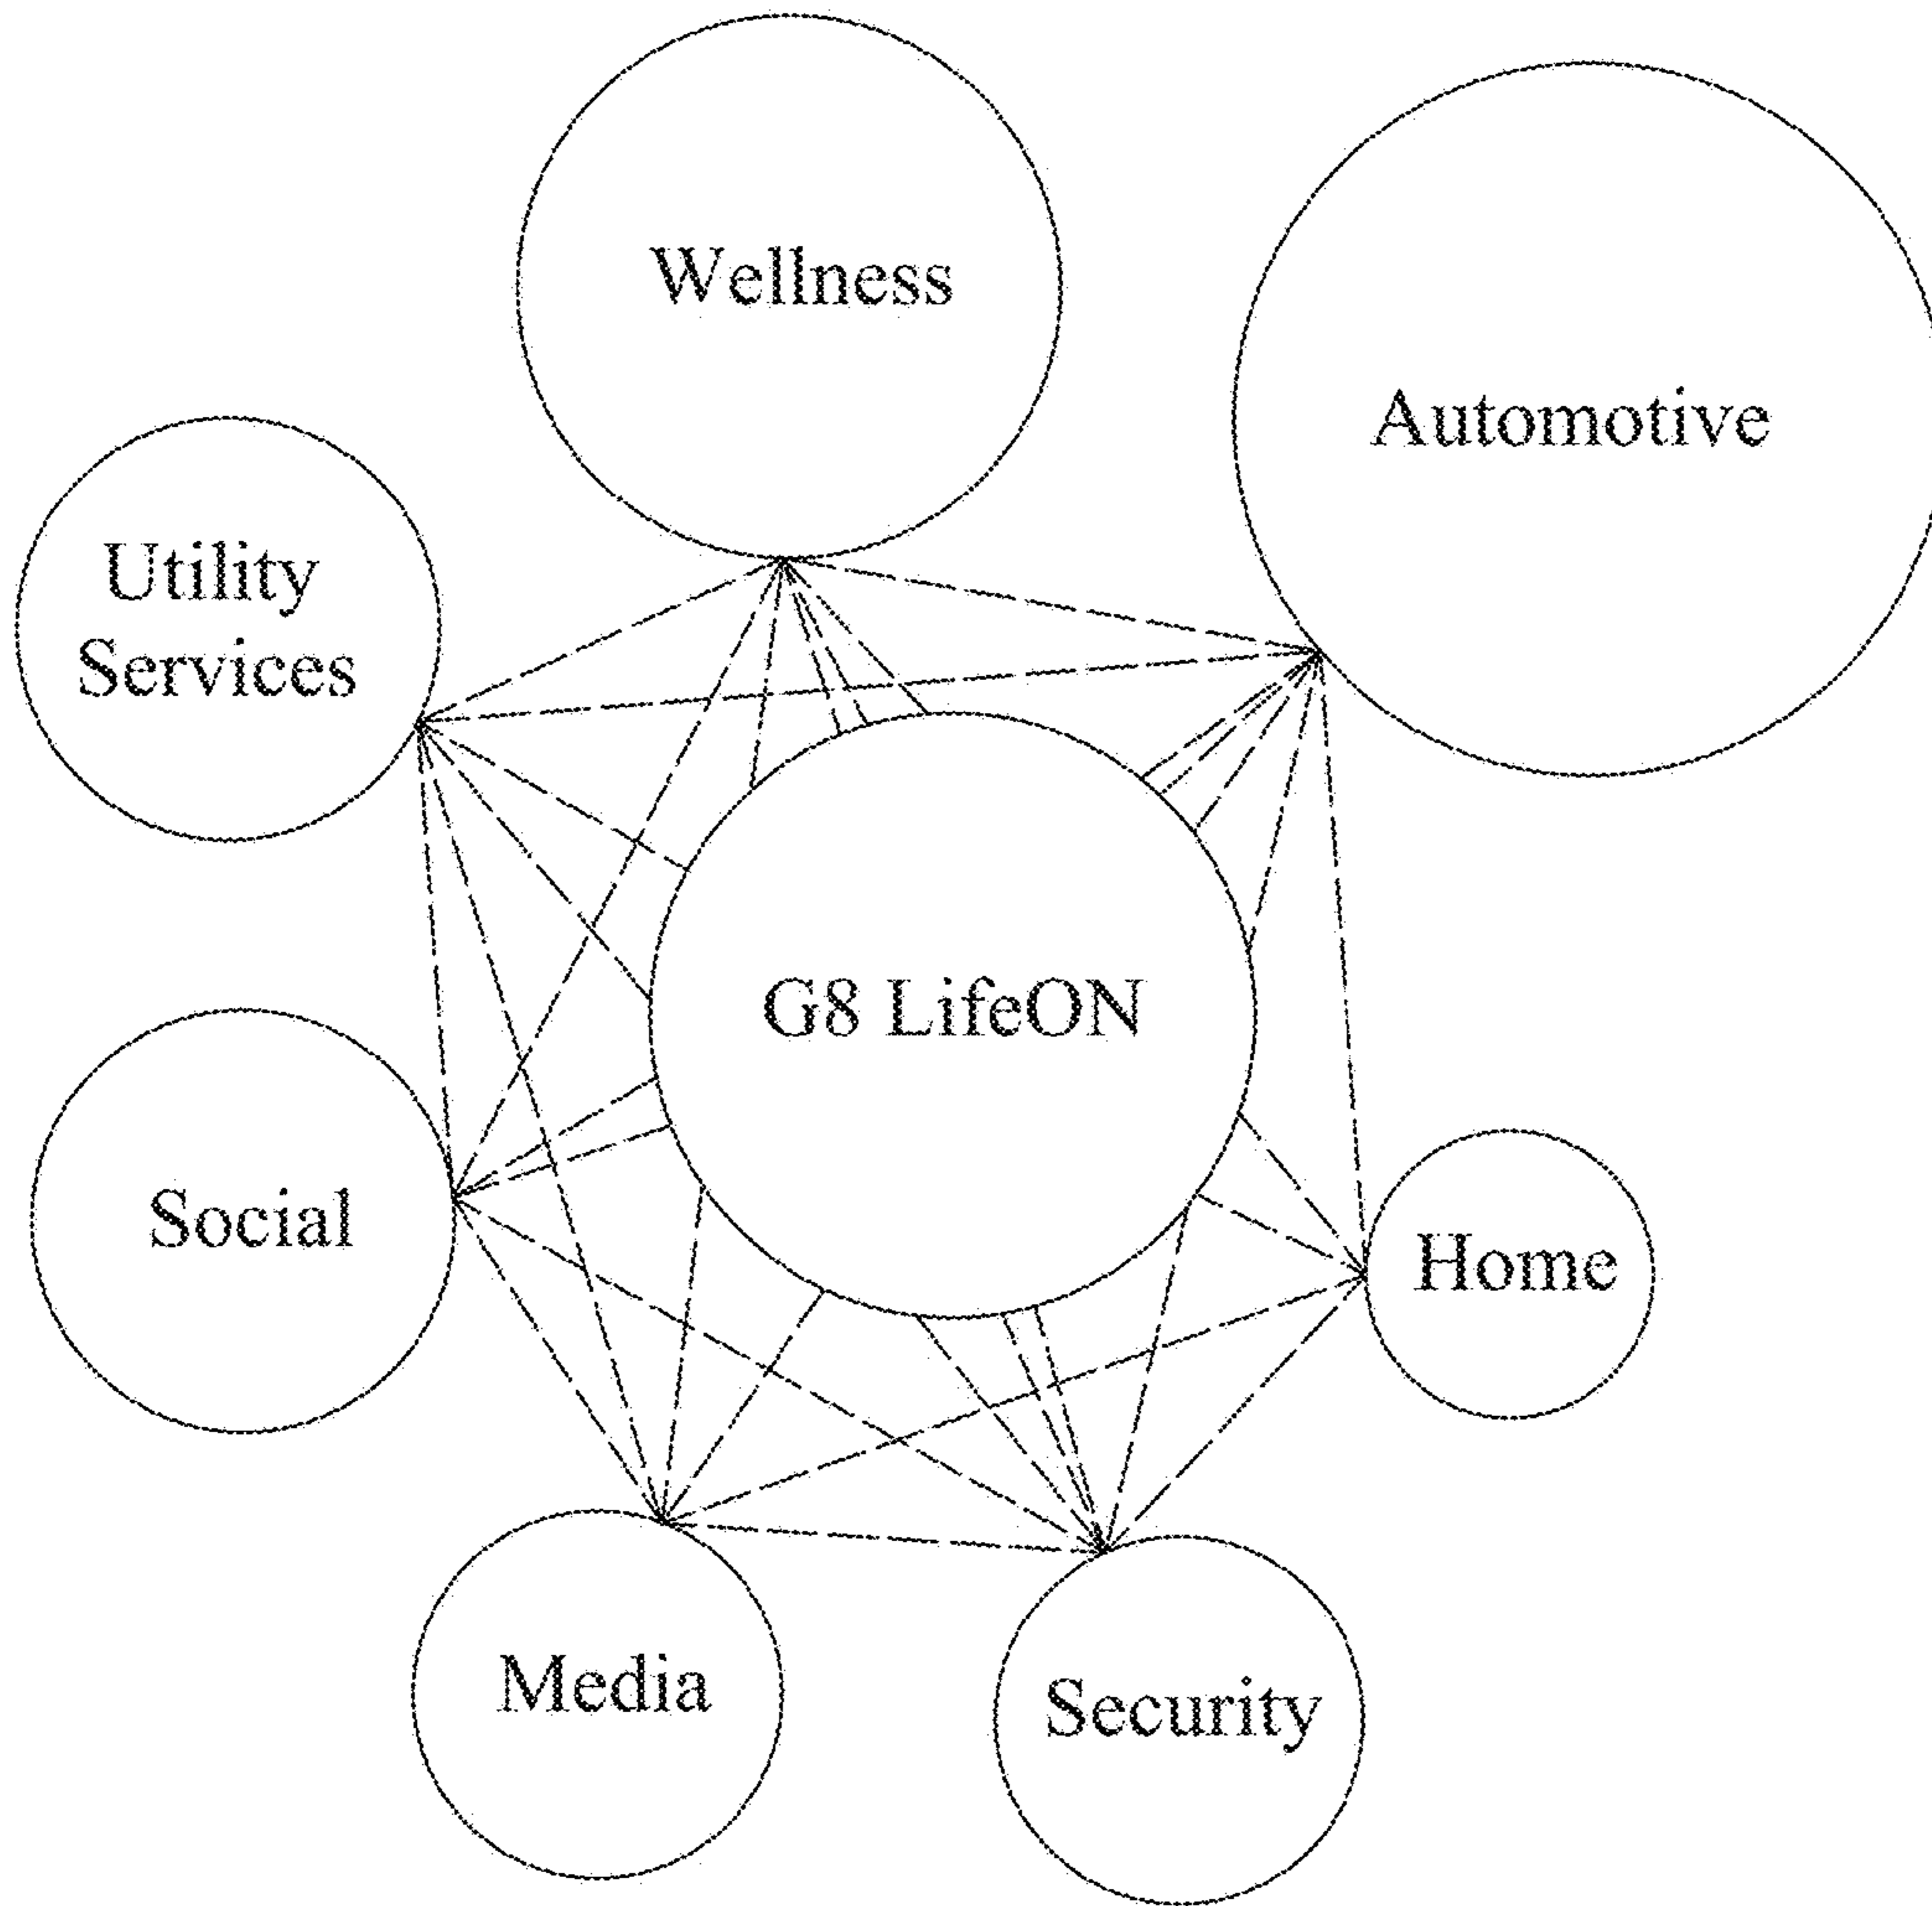 Wellness
Automotive
Utility
Services
G8 LifeON
Social
Home
Media
Security